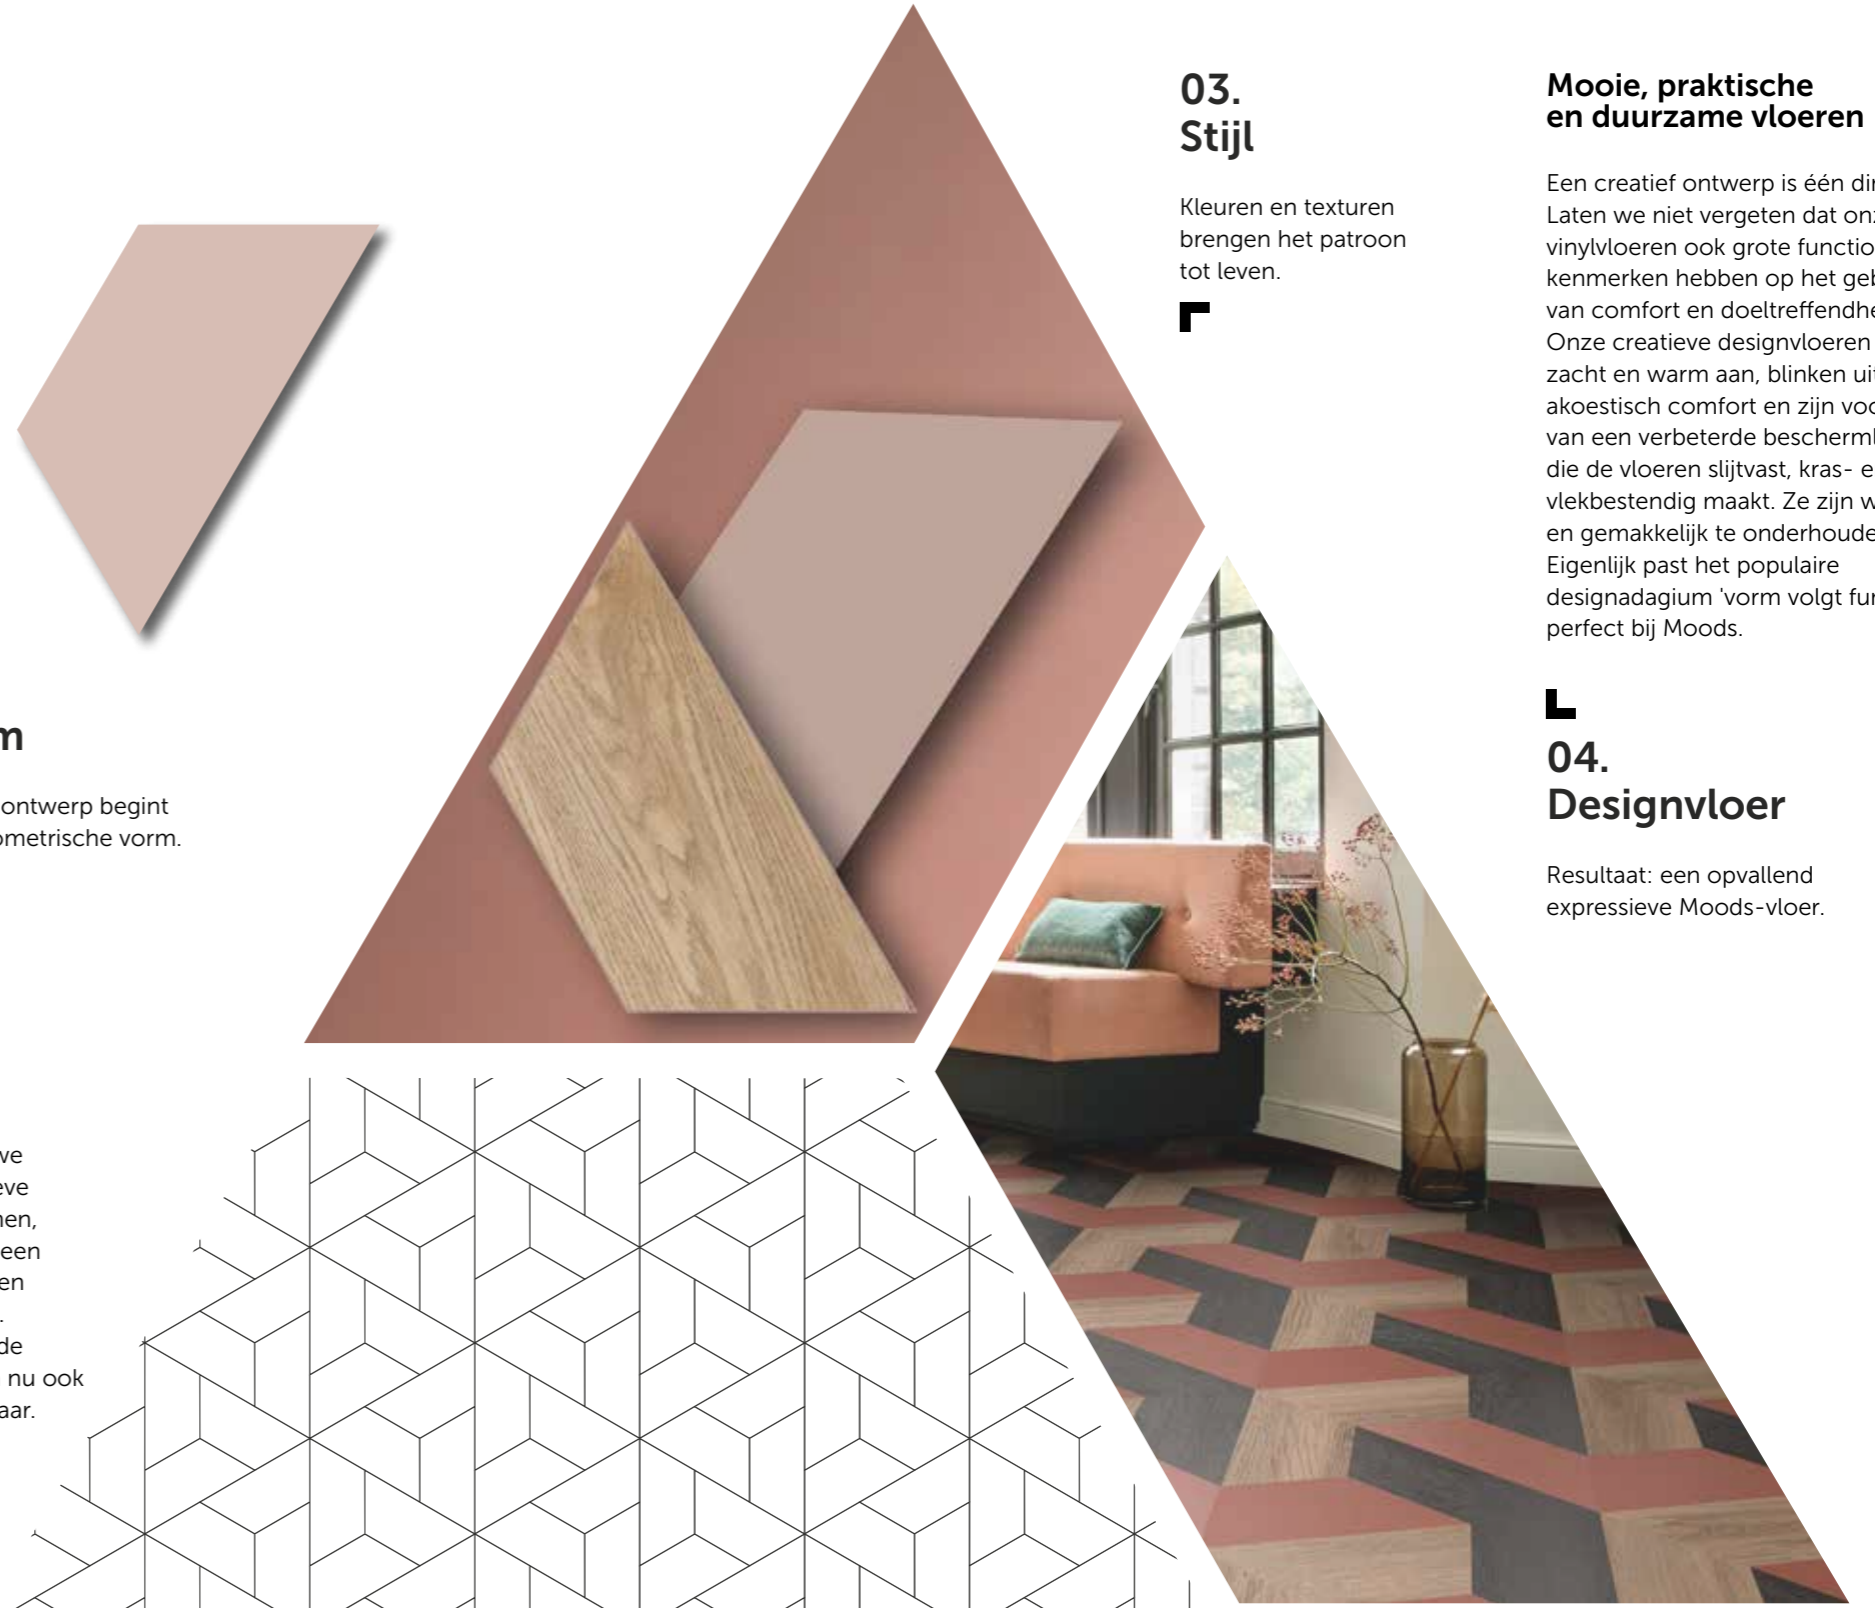 m
ontwerp begint
ometrische vorm.
we
eve
nen,
een
en
.
de
nu ook
aar.
03.
Stijl
Kleuren en texturen
brengen het patroon
tot leven.
Mooie, praktische
en duurzame vloeren
Een creatief ontwerp is één
Laten we niet vergeten dat
vinylvloeren ook grote
kenmerken hebben op het
van comfort en
Onze creatieve designvloeren
zacht en warm aan, blinken
akoestisch comfort en zijn
van een verbeterde
die de vloeren slijtvast, kras-
vlekbestendig maakt. Ze zijn
en gemakkelijk te
Eigenlijk past het populaire
designadagium 'vorm volgt
perfect bij Moods.
04.
Designvloer
Resultaat: een opvallend
expressieve Moods-vloer.